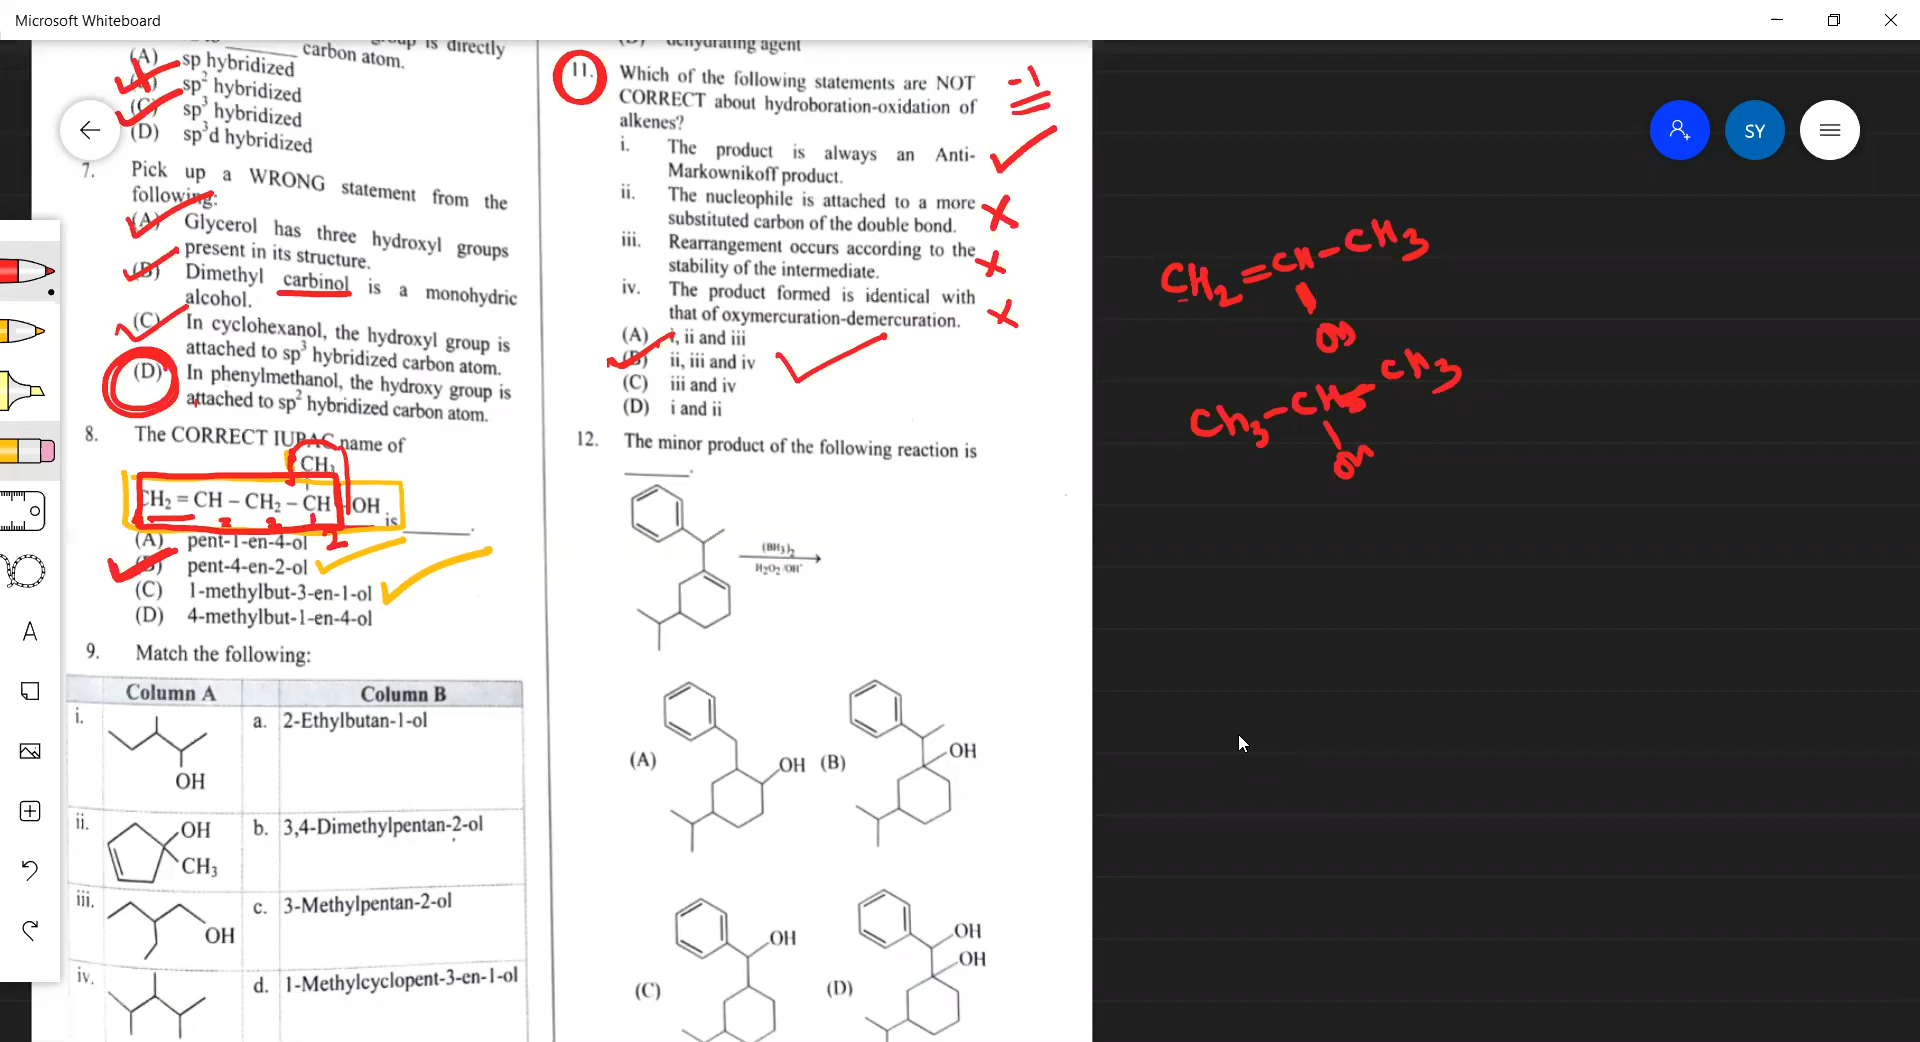 Microsoft Whiteboard
group is directly
carbon atom.
(A) sp hybridized
sp² hybridized
(C) sp³ hybridized
(D) sp³d hybridized
7. Pick up a WRONG statement from the
following:
(A) Glycerol has three hydroxyl groups
present in its structure.
(B) Dimethyl carbinol is a monohydric
alcohol.
(C) In cyclohexanol, the hydroxyl group is
attached to sp³ hybridized carbon atom.
(D) In phenylmethanol, the hydroxy group is
attached to sp² hybridized carbon atom.
8. The CORRECT IUPAC name of
CH₃
CH₂ = CH – CH₂ – CH – OH
is ______.
2
(A) pent-1-en-4-ol
(B) pent-4-en-2-ol
(C) 1-methylbut-3-en-1-ol
(D) 4-methylbut-1-en-4-ol
9. Match the following:
Column A Column B
i. OH a. 2-Ethylbutan-1-ol
ii. OH CH₃ b. 3,4-Dimethylpentan-2-ol
iii. OH c. 3-Methylpentan-2-ol
iv. d. 1-Methylcyclopent-3-en-1-ol
(D) dehydrating agent
11. Which of the following statements are NOT
CORRECT about hydroboration-oxidation of
alkenes?
-1
i. The product is always an Anti-
Markownikoff product.
ii. The nucleophile is attached to a more
substituted carbon of the double bond.
iii. Rearrangement occurs according to the
stability of the intermediate.
iv. The product formed is identical with
that of oxymercuration-demercuration.
(A) i, ii and iii
(B) ii, iii and iv
(C) iii and iv
(D) i and ii
12. The minor product of the following reaction is
______.
(BH₃)₂
H₂O₂/OH⁻
(A) OH
(B) OH
(C) OH
(D) OH
OH
CH₂=CH-CH₃
CH₃-CH-CH₃
OH
SY
A